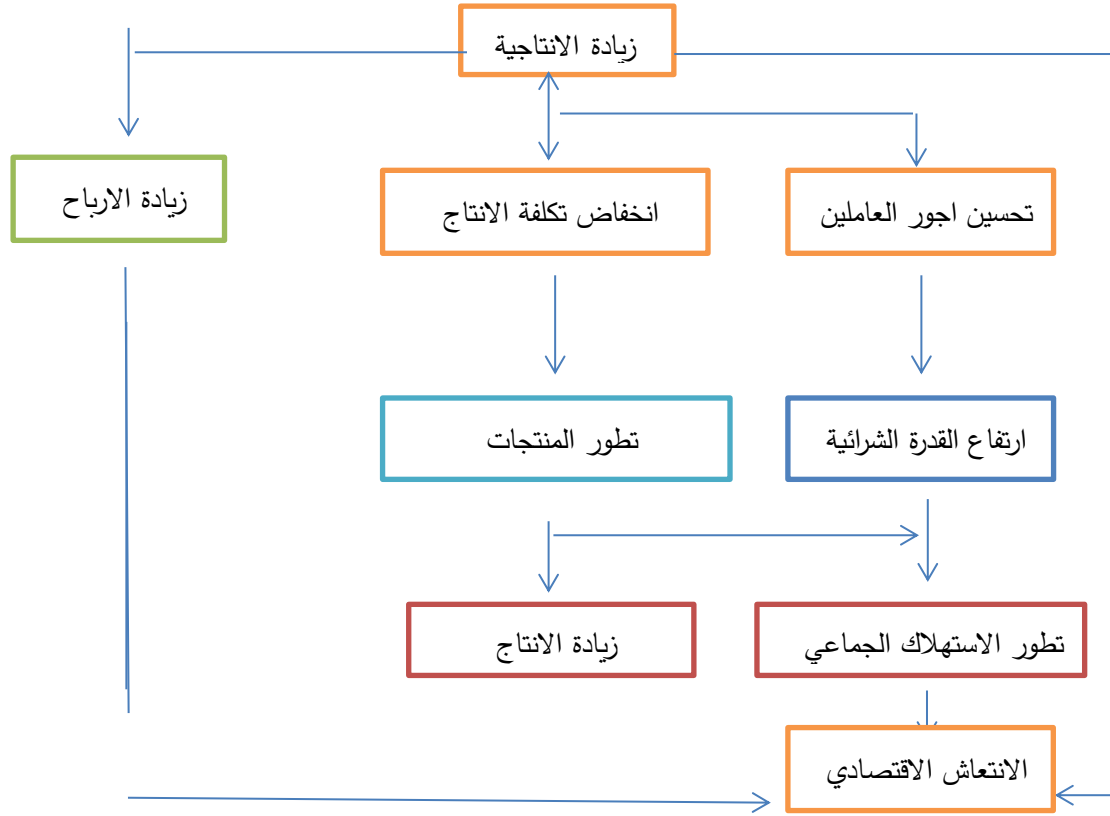 زيادة الانتاجية
تحسين اجور العاملين
انخفاض تكلفة الانتاج
زيادة الارباح
ارتفاع القدرة الشرائية
تطور المنتجات
تطور الاستهلاك الجماعي
زيادة الانتاج
الانتعاش الاقتصادي